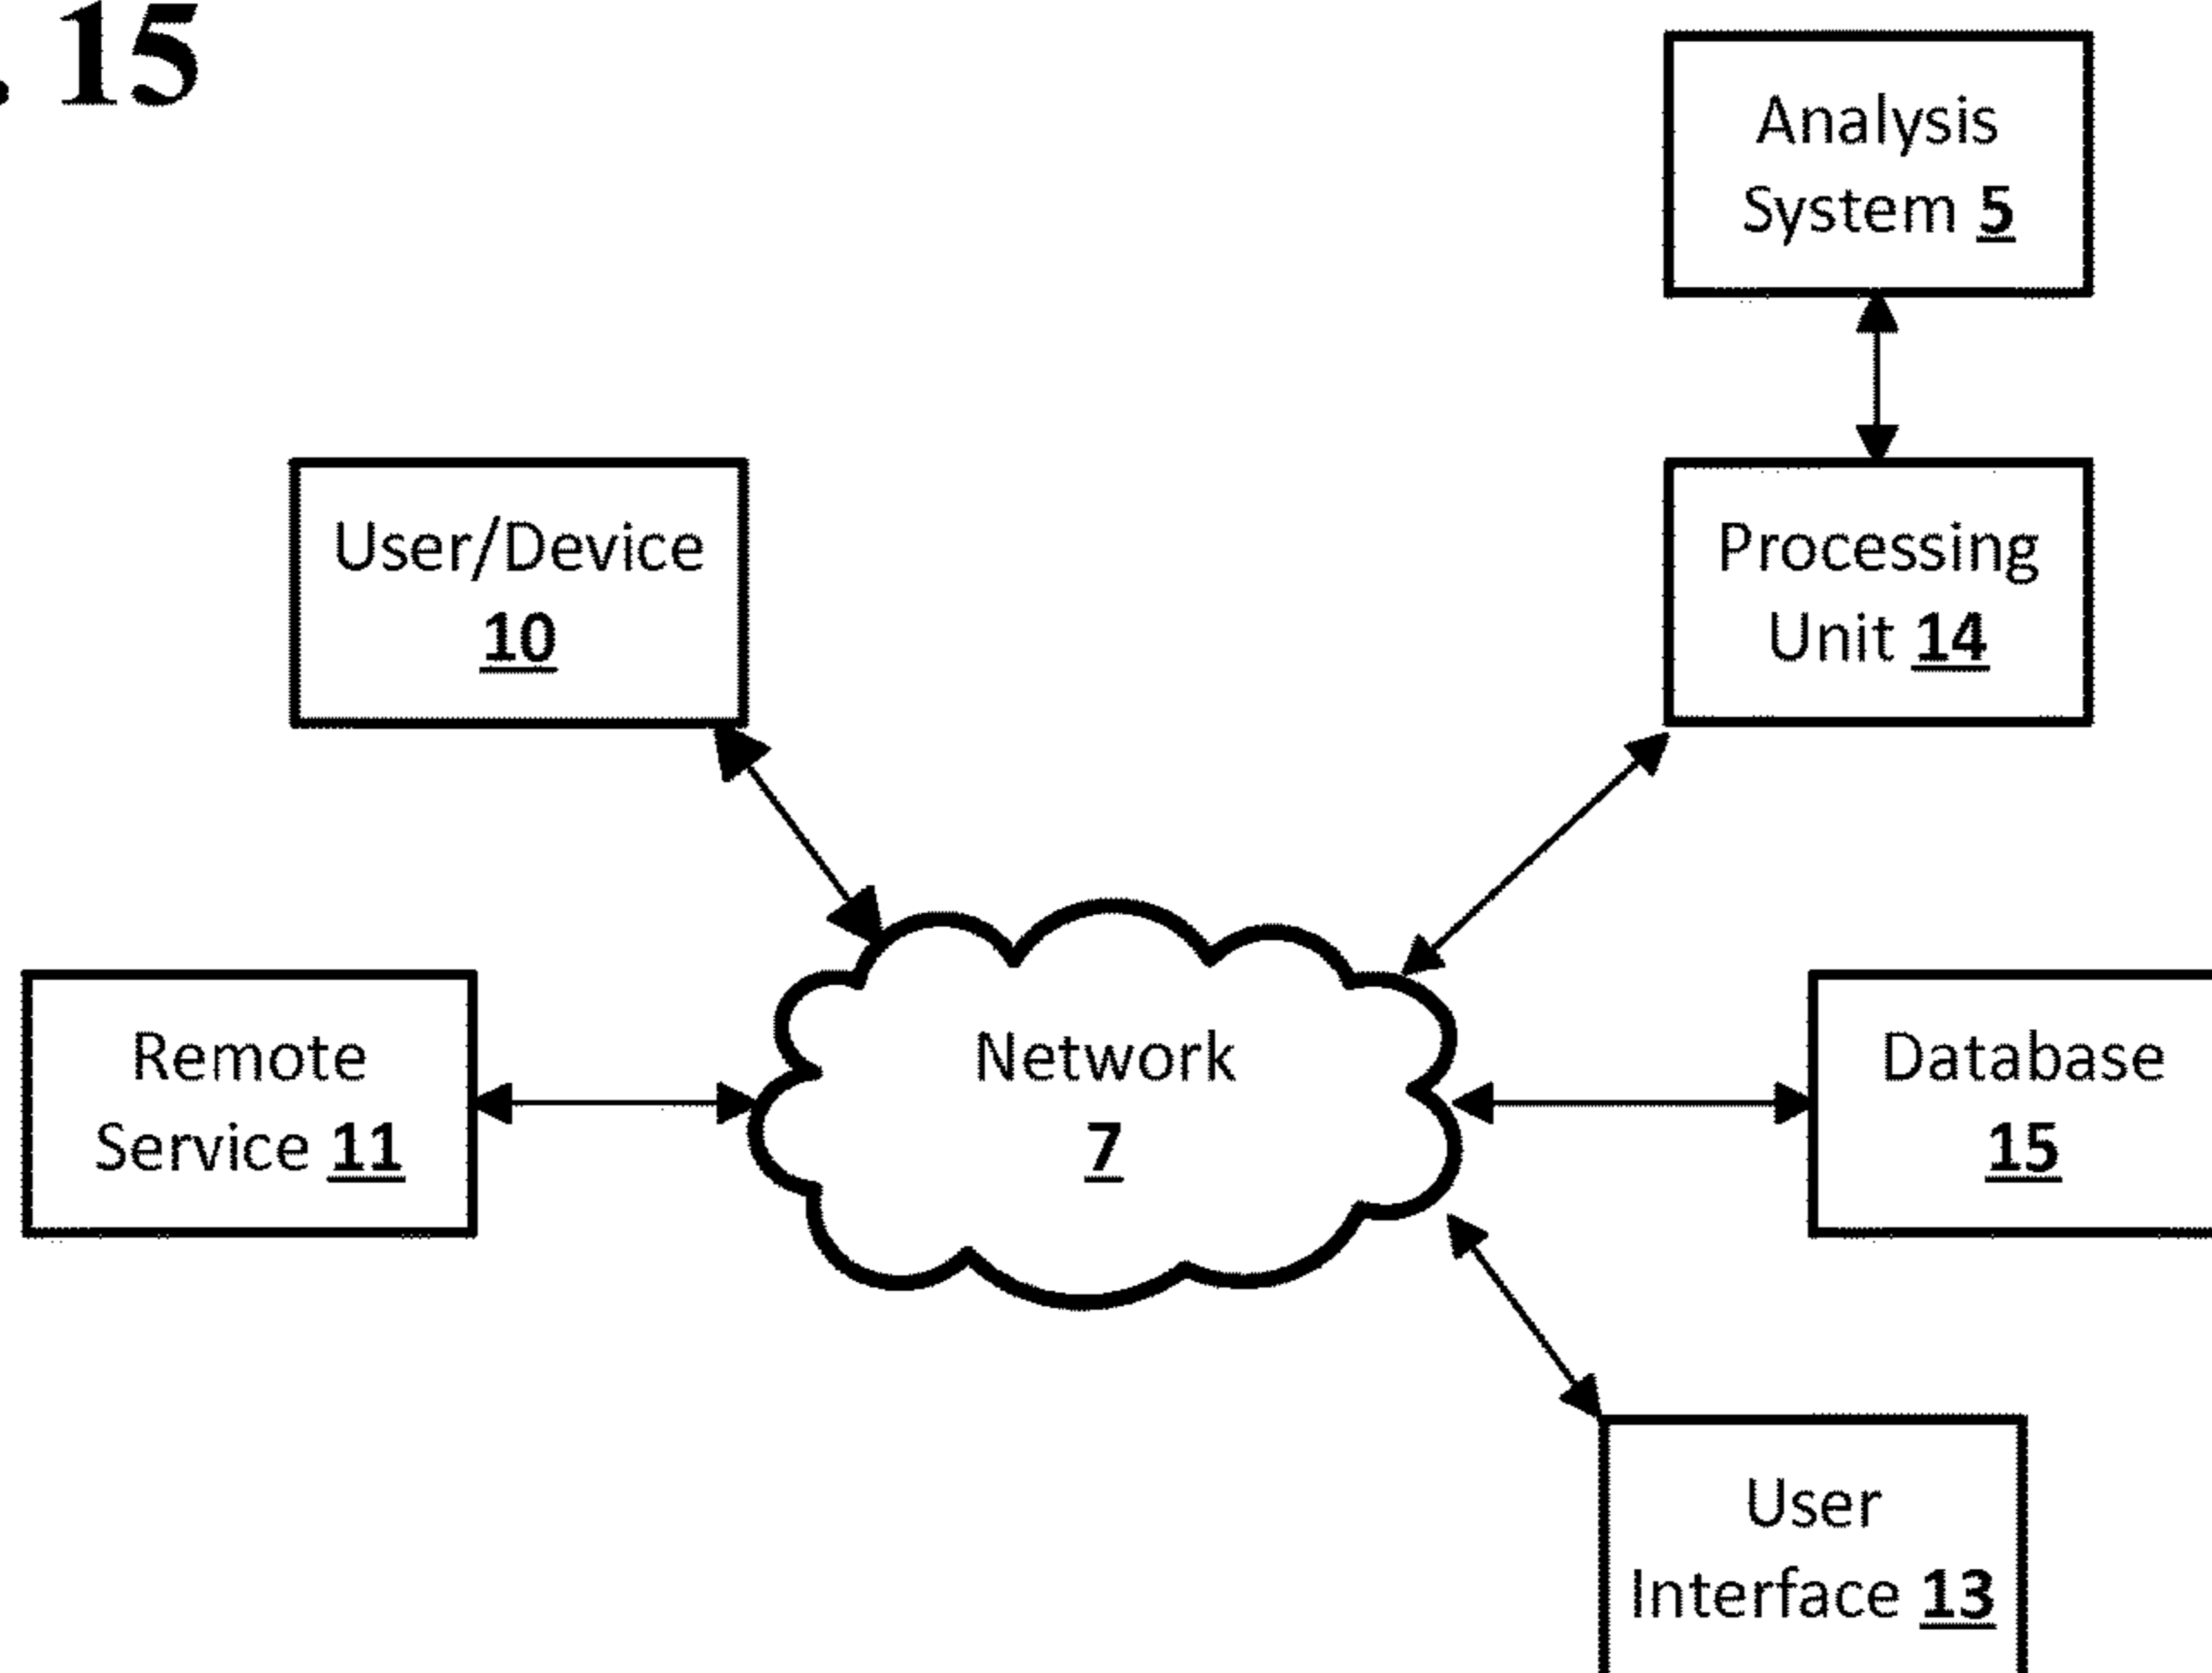 . 15
Analysis
System 5
User/Device
10
Processing
Unit 14
Remote
Service 11
Network
7
Database
15
User
Interface 13